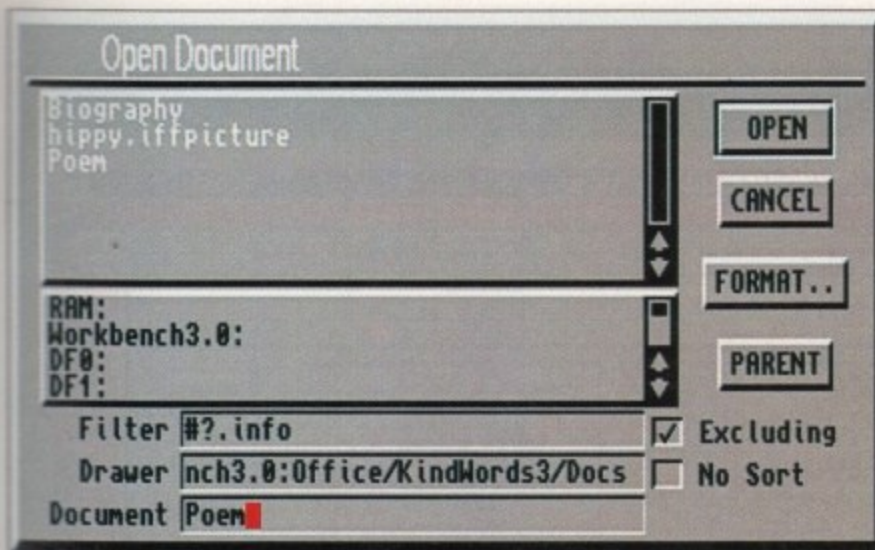 Open Document
Biography
hippy.iffpicture
Poem
OPEN
CANCEL
FORMAT..
PARENT
RAM:
Workbench3.0:
DF0:
DF1:
Filter #?.info Excluding
Drawer nch3.0:Office/KindWords3/Docs No Sort
Document Poem